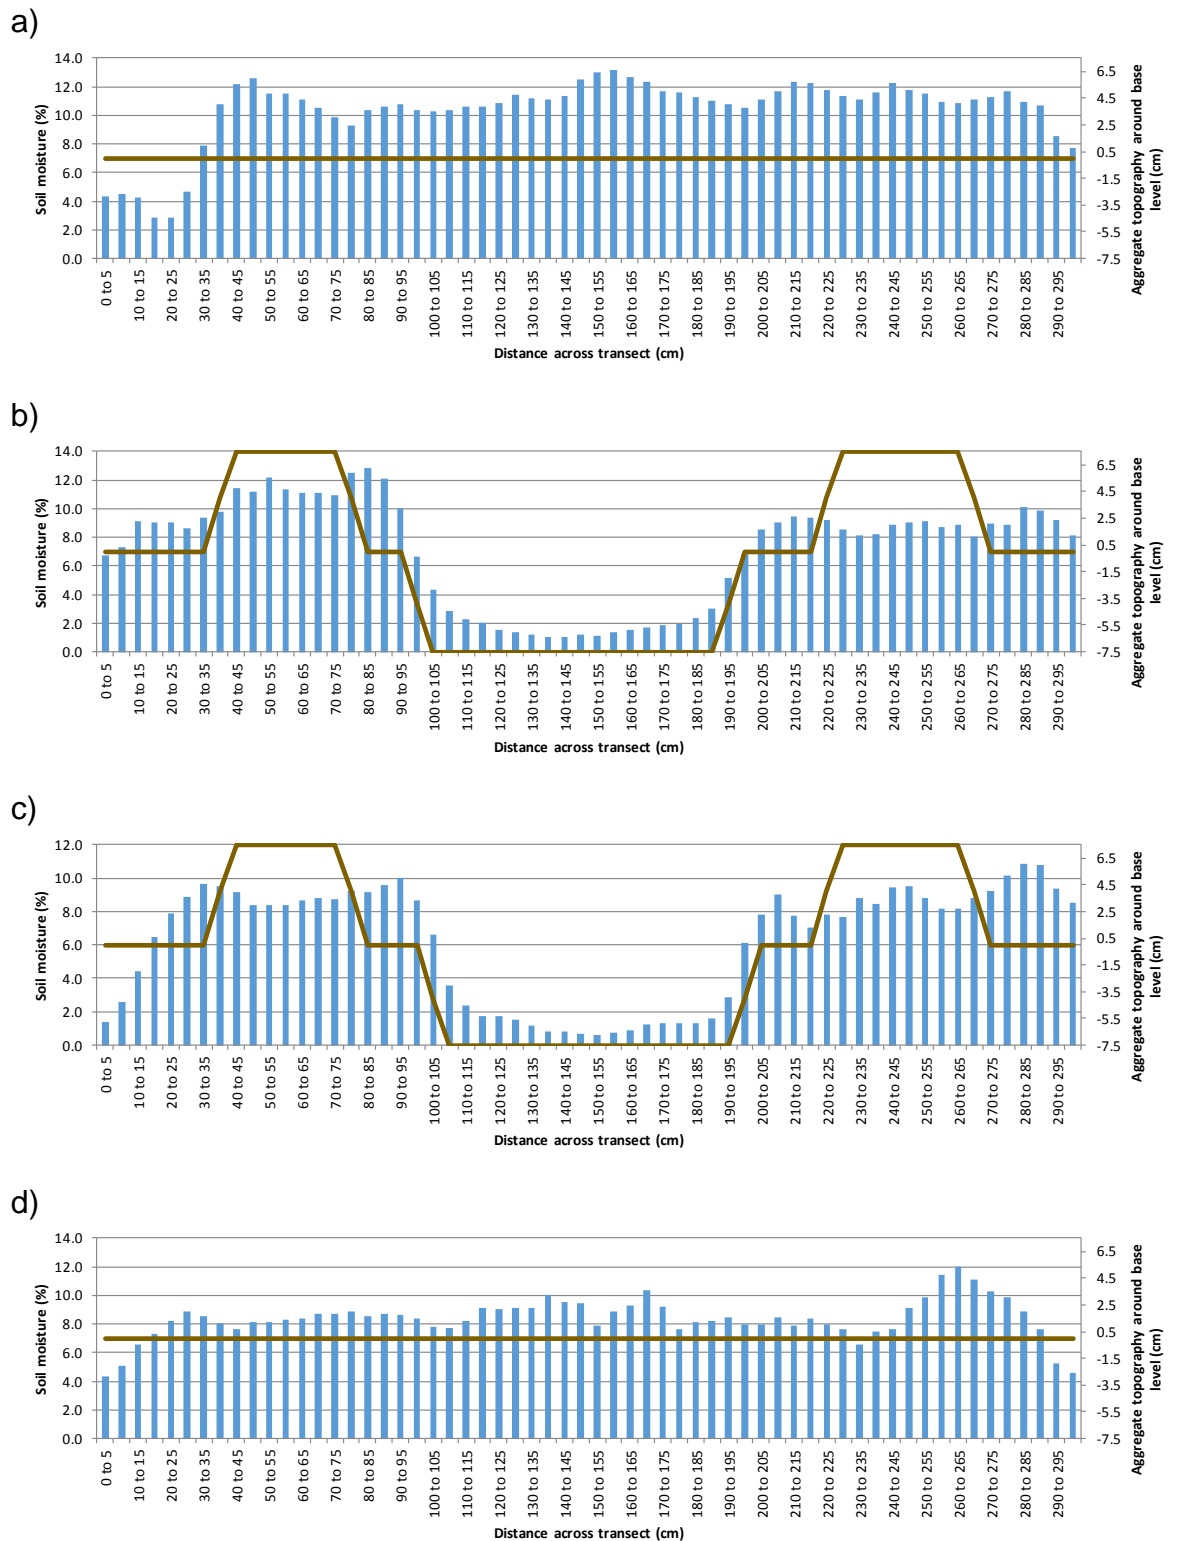 a)
14.0
12.0
10.0
8.0
6.0
4.0
2.0
0.0
Soil moisture (%)
6.5
4.5
2.5
0.5
-1.5
-3.5
-5.5
-7.5
Aggregate topography around base
level (cm)
0 to 5
10 to 15
20 to 25
30 to 35
40 to 45
50 to 55
60 to 65
70 to 75
80 to 85
90 to 95
100 to 105
110 to 115
120 to 125
130 to 135
140 to 145
150 to 155
160 to 165
170 to 175
180 to 185
190 to 195
200 to 205
210 to 215
220 to 225
230 to 235
240 to 245
250 to 255
260 to 265
270 to 275
280 to 285
290 to 295
Distance across transect (cm)
b)
14.0
12.0
10.0
8.0
6.0
4.0
2.0
0.0
Soil moisture (%)
6.5
4.5
2.5
0.5
-1.5
-3.5
-5.5
-7.5
Aggregate topography around base
level (cm)
0 to 5
10 to 15
20 to 25
30 to 35
40 to 45
50 to 55
60 to 65
70 to 75
80 to 85
90 to 95
100 to 105
110 to 115
120 to 125
130 to 135
140 to 145
150 to 155
160 to 165
170 to 175
180 to 185
190 to 195
200 to 205
210 to 215
220 to 225
230 to 235
240 to 245
250 to 255
260 to 265
270 to 275
280 to 285
290 to 295
Distance across transect (cm)
c)
12.0
10.0
8.0
6.0
4.0
2.0
0.0
Soil moisture (%)
6.5
4.5
2.5
0.5
-1.5
-3.5
-5.5
-7.5
Aggregate topography around base
level (cm)
0 to 5
10 to 15
20 to 25
30 to 35
40 to 45
50 to 55
60 to 65
70 to 75
80 to 85
90 to 95
100 to 105
110 to 115
120 to 125
130 to 135
140 to 145
150 to 155
160 to 165
170 to 175
180 to 185
190 to 195
200 to 205
210 to 215
220 to 225
230 to 235
240 to 245
250 to 255
260 to 265
270 to 275
280 to 285
290 to 295
Distance across transect (cm)
d)
14.0
12.0
10.0
8.0
6.0
4.0
2.0
0.0
Soil moisture (%)
6.5
4.5
2.5
0.5
-1.5
-3.5
-5.5
-7.5
Aggregate topography around base
level (cm)
0 to 5
10 to 15
20 to 25
30 to 35
40 to 45
50 to 55
60 to 65
70 to 75
80 to 85
90 to 95
100 to 105
110 to 115
120 to 125
130 to 135
140 to 145
150 to 155
160 to 165
170 to 175
180 to 185
190 to 195
200 to 205
210 to 215
220 to 225
230 to 235
240 to 245
250 to 255
260 to 265
270 to 275
280 to 285
290 to 295
Distance across transect (cm)